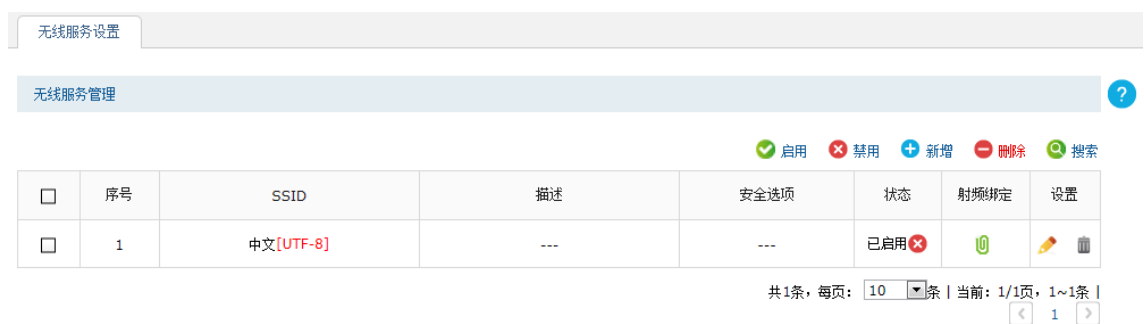 无线服务设置
无线服务管理
?
启用 禁用 新增 删除 搜索
序号 SSID 描述 安全选项 状态 射频绑定 设置
1 中文[UTF-8] --- --- 已启用
共1条，每页： 10 条 | 当前：1/1页，1~1条 |
< 1 >